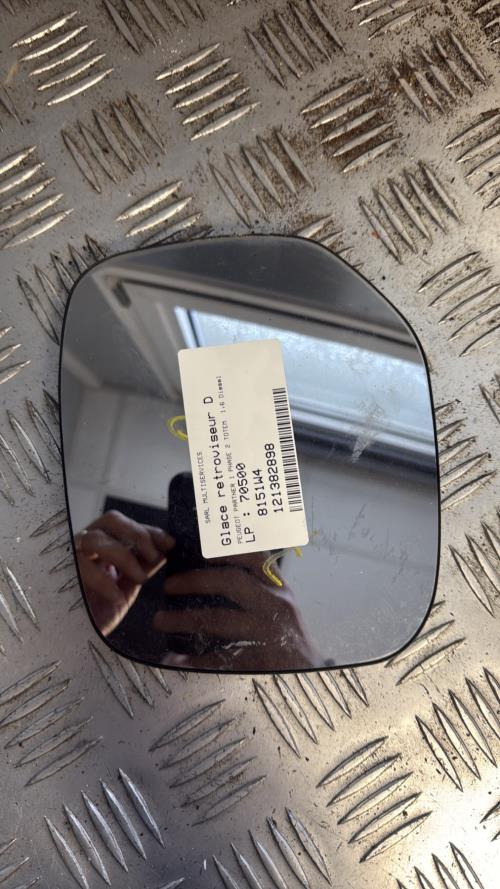 SARL MULTISERVICES
Glace retroviseur D
PEUGEOT PARTNER 1 PHASE 2 TOTEM 1.6 Diesel
LP : 70500
8151W4
121382898